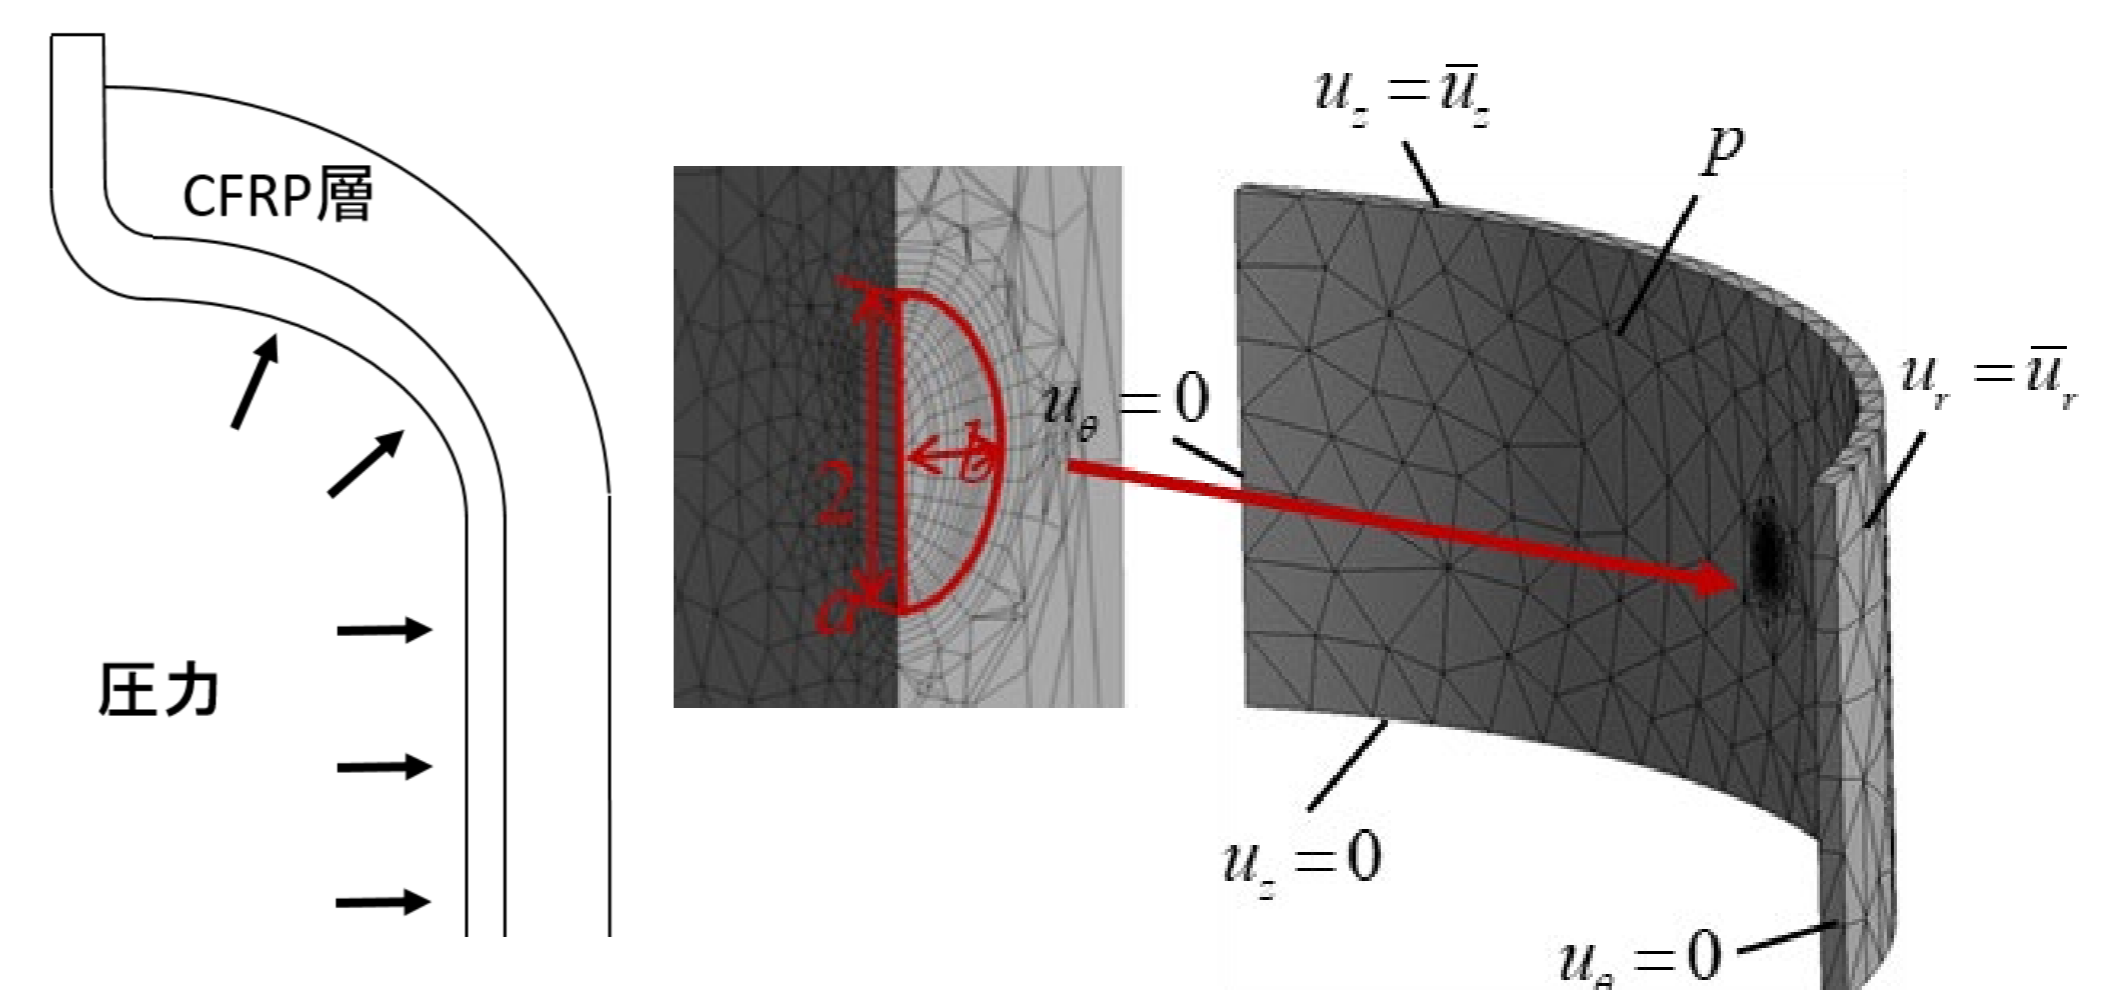 CFRP層
圧力
2
a
b
u_z = ū_z
p
u_θ = 0
u_r = ū_r
u_z = 0
u_θ = 0